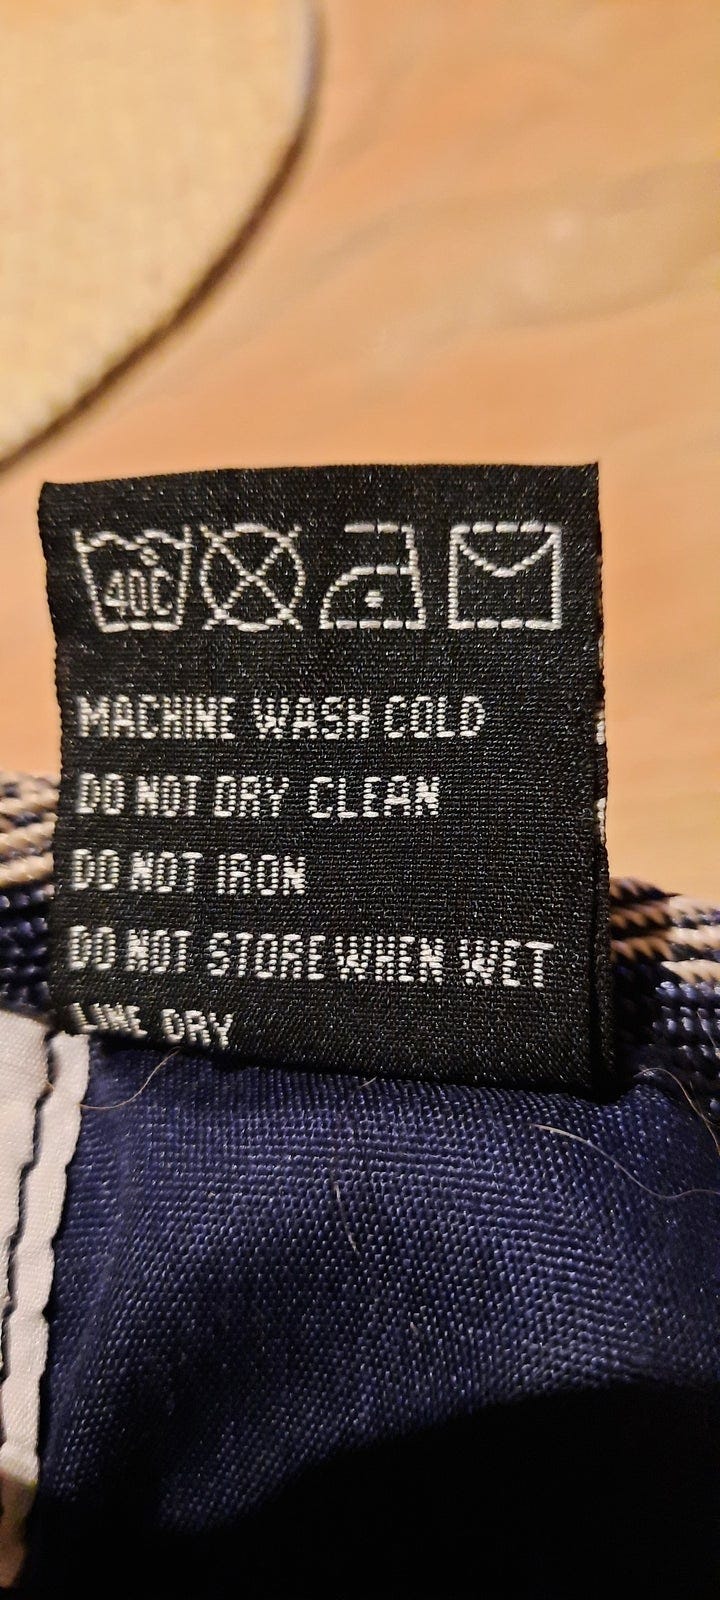 40C
MACHINE WASH COLD
DO NOT DRY CLEAN
DO NOT IRON
DO NOT STORE WHEN WET
LINE DRY